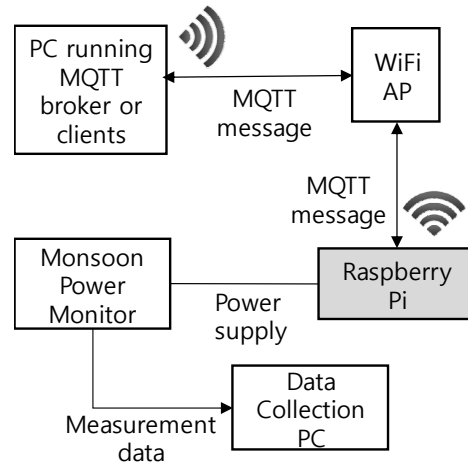 PC running
MQTT
broker or
clients
WiFi
AP
MQTT
message
MQTT
message
Monsoon
Power
Monitor
Raspberry
Pi
Power
supply
Data
Collection
PC
Measurement
data